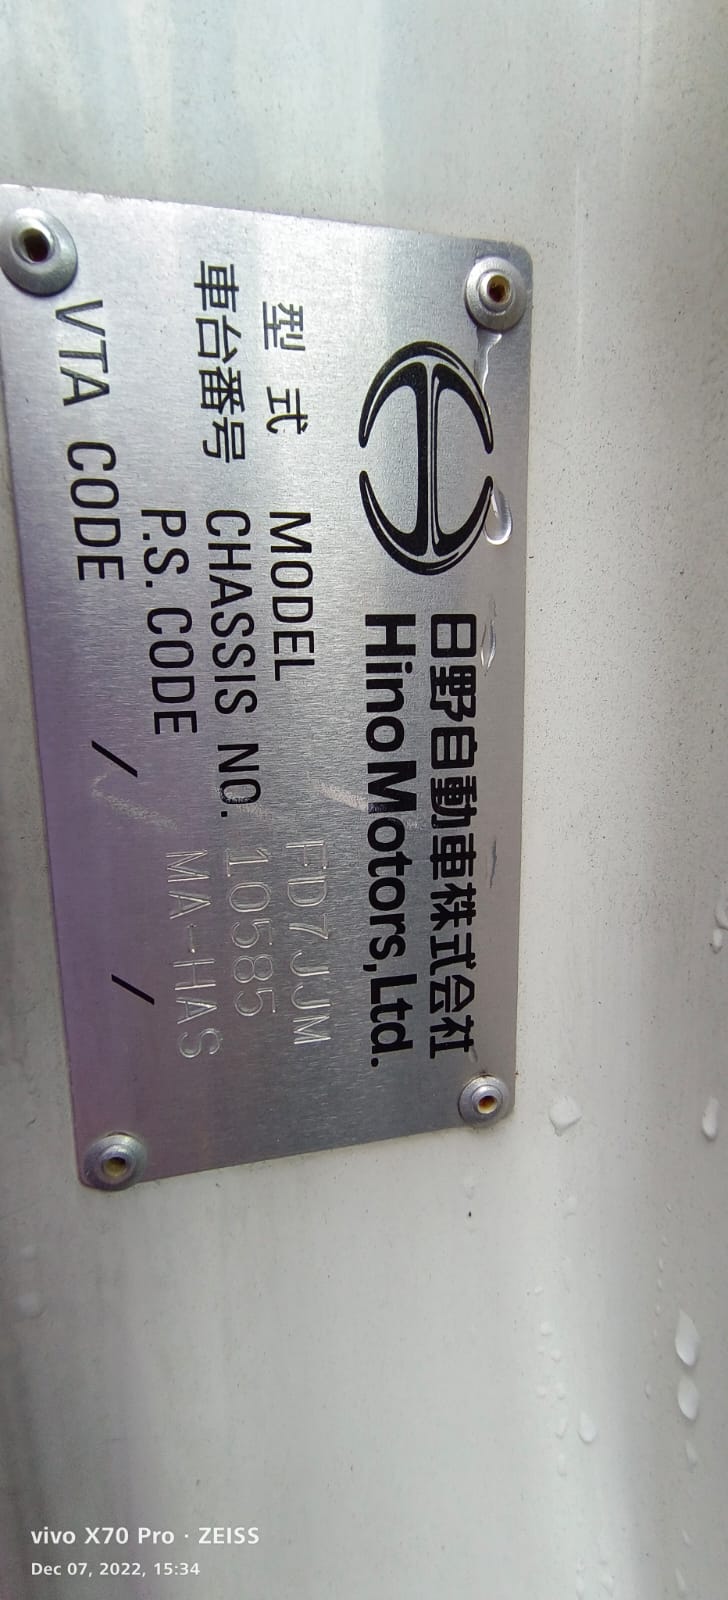 日野自動車株式会社
Hino Motors, Ltd.
型式 MODEL FD7JJM
車台番号 CHASSIS NO. 10585
P.S. CODE MA-HAS
VTA CODE / /
vivo X70 Pro · ZEISS
Dec 07, 2022, 15:34